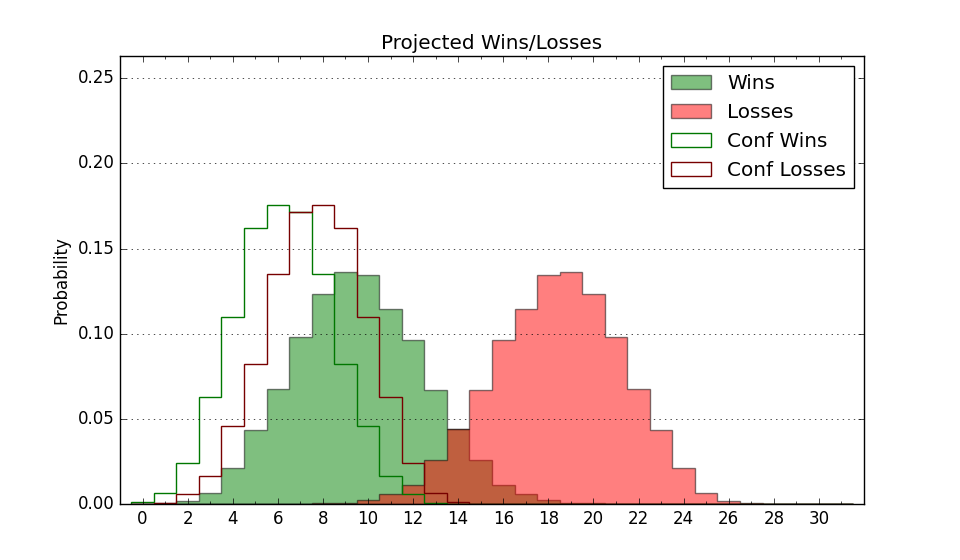 Projected Wins/Losses
0.25
0.20
0.15
0.10
0.05
0.00
Probability
Wins
Losses
Conf Wins
Conf Losses
0 2 4 6 8 10 12 14 16 18 20 22 24 26 28 30